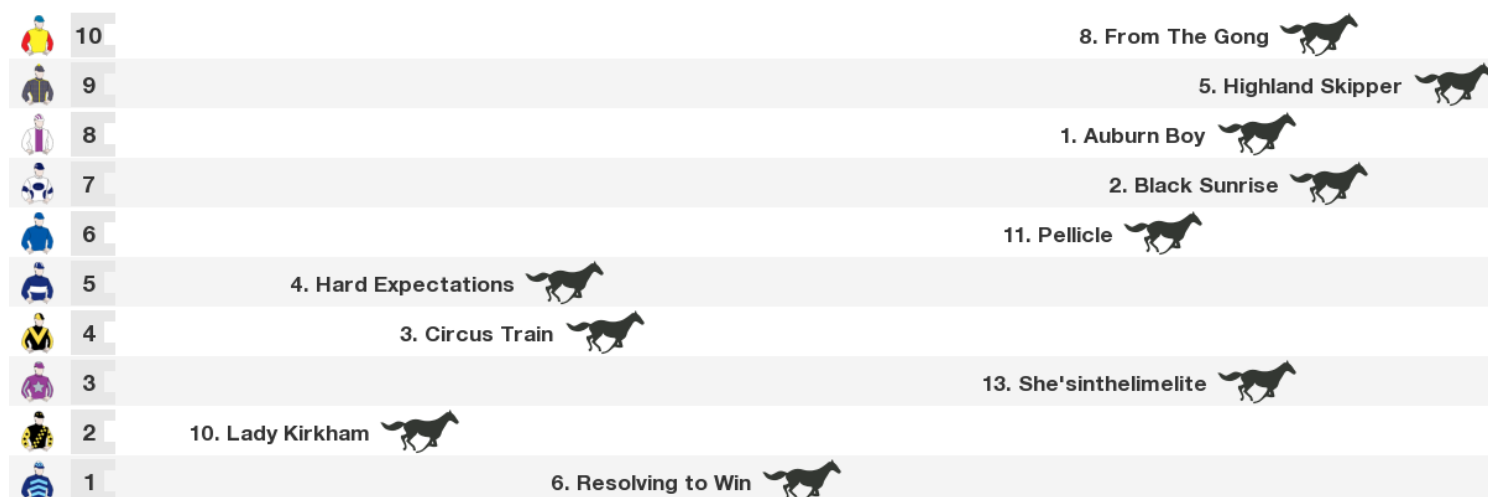 10 8. From The Gong
9 5. Highland Skipper
8 1. Auburn Boy
7 2. Black Sunrise
6 11. Pellicle
5 4. Hard Expectations
4 3. Circus Train
3 13. She'sinthelimelite
2 10. Lady Kirkham
1 6. Resolving to Win